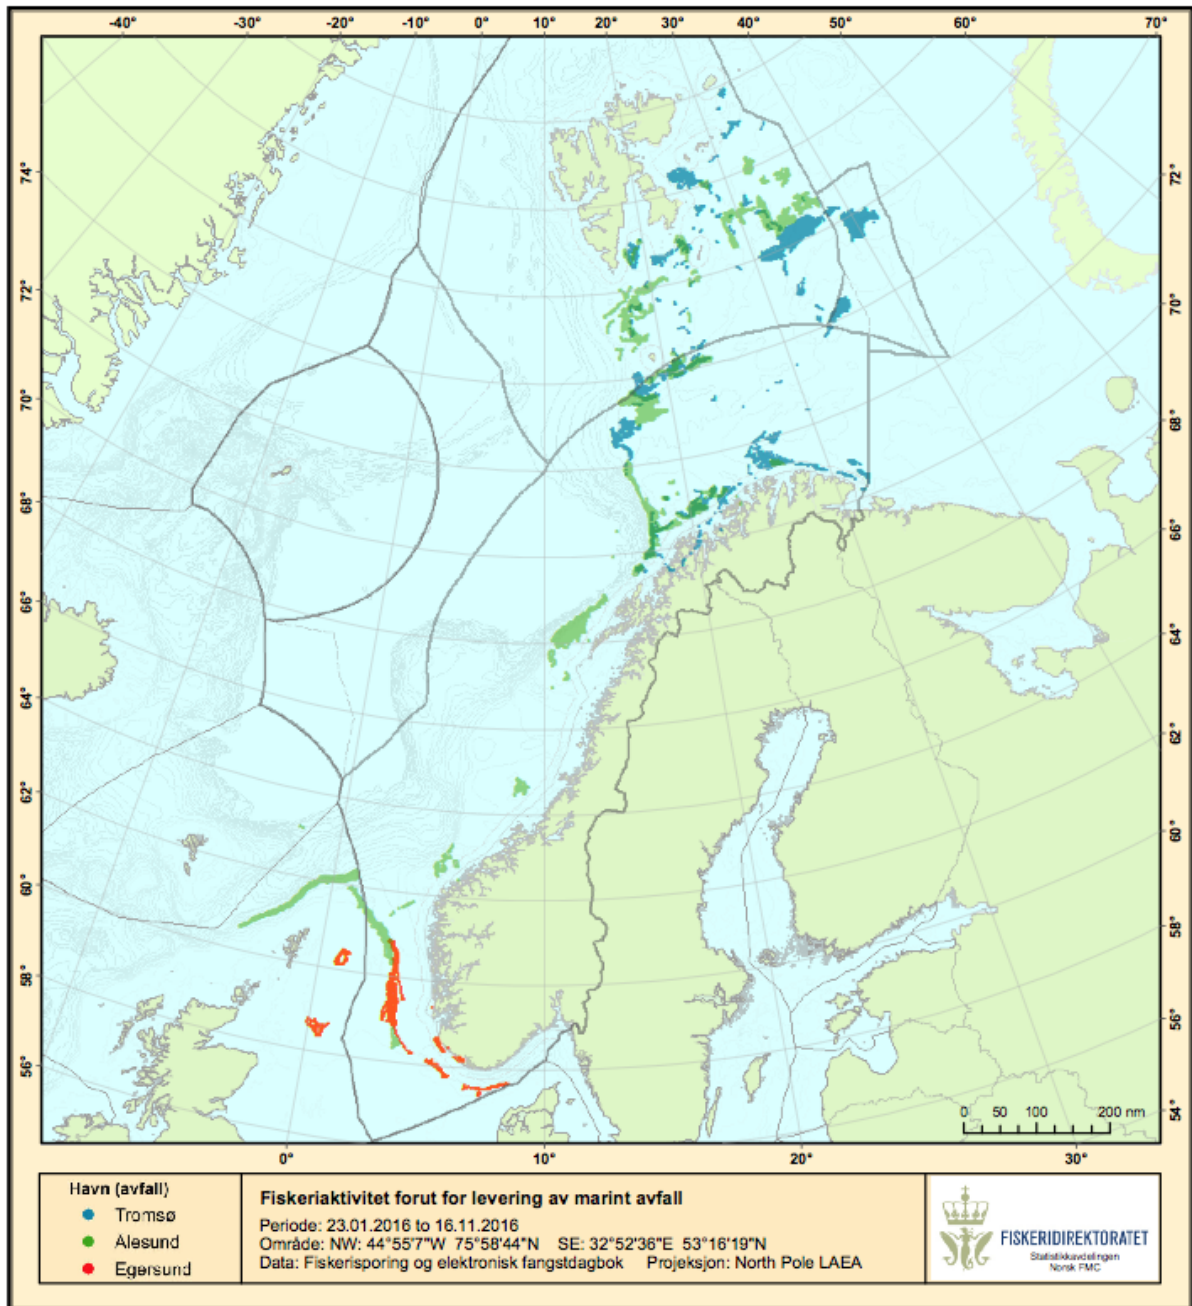 -40° -30° -20° -10° 0° 10° 20° 30° 40° 50° 60° 70°
74°
72°
70°
68°
66°
64°
62°
60°
58°
56°
72°
70°
68°
66°
64°
62°
60°
58°
56°
54°
0 50 100 200 nm
0° 10° 20° 30°
Havn (avfall)
Tromsø
Ålesund
Egersund
Fiskeriaktivitet forut for levering av marint avfall
Periode: 23.01.2016 to 16.11.2016
Område: NW: 44°55'7"W 75°58'44"N SE: 32°52'36"E 53°16'19"N
Data: Fiskerisporing og elektronisk fangstdagbok Projeksjon: North Pole LAEA
FISKERIDIREKTORATET
Statistikkavdelingen
Norsk FMC